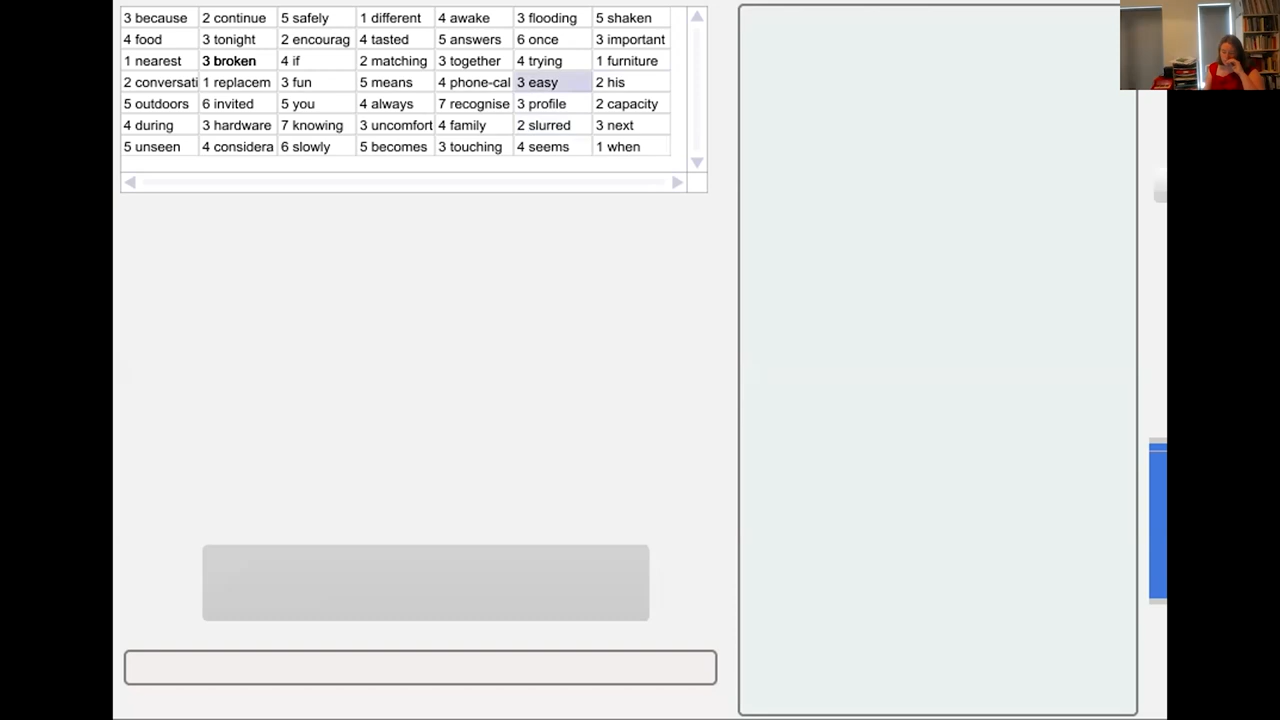 3 because 2 continue 5 safely 1 different 4 awake 3 flooding 5 shaken
4 food 3 tonight 2 encourag 4 tasted 5 answers 6 once 3 important
1 nearest 3 broken 4 if 2 matching 3 together 4 trying 1 furniture
2 conversati 1 replacem 3 fun 5 means 4 phone-cal 3 easy 2 his
5 outdoors 6 invited 5 you 4 always 7 recognise 3 profile 2 capacity
4 during 3 hardware 7 knowing 3 uncomfort 4 family 2 slurred 3 next
5 unseen 4 considera 6 slowly 5 becomes 3 touching 4 seems 1 when